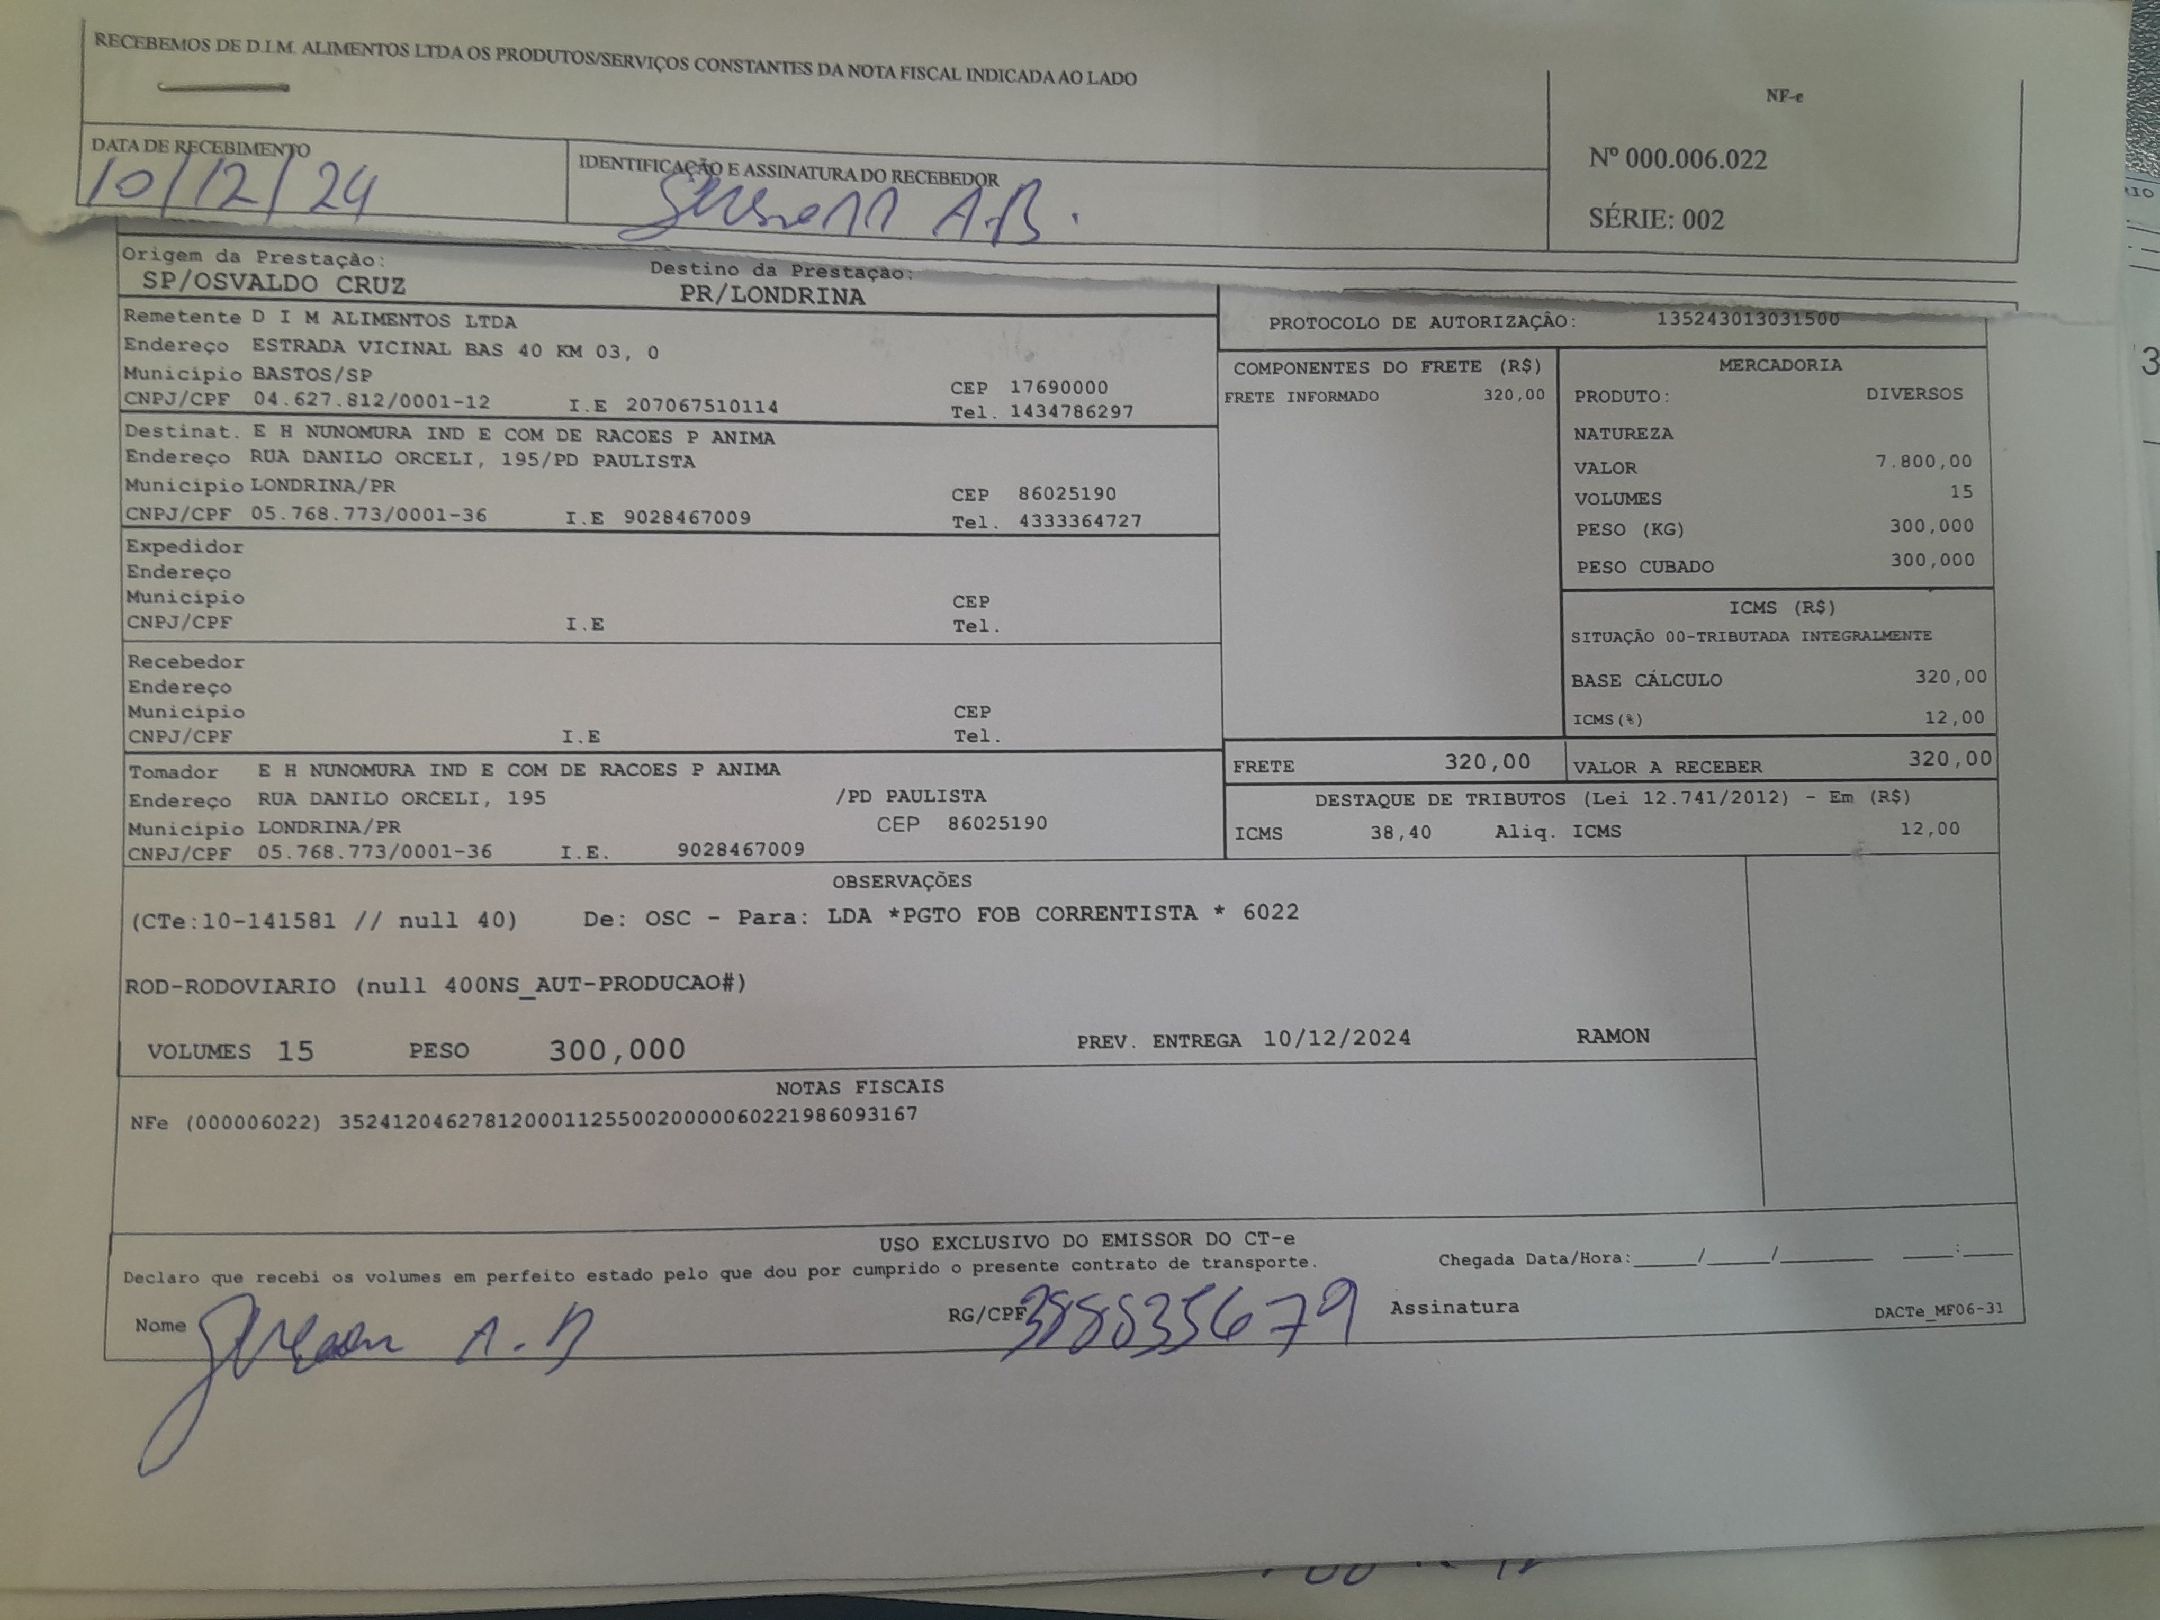 RECEBEMOS DE D.I.M. ALIMENTOS LTDA OS PRODUTOS/SERVIÇOS CONSTANTES DA NOTA FISCAL INDICADA AO LADO
NF-e
Nº 000.006.022
SÉRIE: 002
DATA DE RECEBIMENTO
10/12/24
IDENTIFICAÇÃO E ASSINATURA DO RECEBEDOR
A.B.
Origem da Prestação:
SP/OSVALDO CRUZ
Destino da Prestação:
PR/LONDRINA
Remetente D I M ALIMENTOS LTDA
Endereço ESTRADA VICINAL BAS 40 KM 03, 0
Município BASTOS/SP
CEP 17690000
CNPJ/CPF 04.627.812/0001-12 I.E 207067510114 Tel. 1434786297
Destinat. E H NUNOMURA IND E COM DE RACOES P ANIMA
Endereço RUA DANILO ORCELI, 195/PD PAULISTA
Município LONDRINA/PR CEP 86025190
CNPJ/CPF 05.768.773/0001-36 I.E 9028467009 Tel. 4333364727
Expedidor
Endereço
Município CEP
CNPJ/CPF I.E Tel.
Recebedor
Endereço
Município CEP
CNPJ/CPF I.E Tel.
Tomador E H NUNOMURA IND E COM DE RACOES P ANIMA
Endereço RUA DANILO ORCELI, 195 /PD PAULISTA
Município LONDRINA/PR CEP 86025190
CNPJ/CPF 05.768.773/0001-36 I.E. 9028467009
PROTOCOLO DE AUTORIZAÇÃO: 135243013031500
COMPONENTES DO FRETE (R$)
FRETE INFORMADO 320,00
MERCADORIA
PRODUTO: DIVERSOS
NATUREZA
VALOR 7.800,00
VOLUMES 15
PESO (KG) 300,000
PESO CUBADO 300,000
ICMS (R$)
SITUAÇÃO 00-TRIBUTADA INTEGRALMENTE
BASE CÁLCULO 320,00
ICMS(%) 12,00
FRETE 320,00 VALOR A RECEBER 320,00
DESTAQUE DE TRIBUTOS (Lei 12.741/2012) - Em (R$)
ICMS 38,40 Aliq. ICMS 12,00
OBSERVAÇÕES
(CTe:10-141581 // null 40) De: OSC - Para: LDA *PGTO FOB CORRENTISTA * 6022
ROD-RODOVIARIO (null 400NS_AUT-PRODUCAO#)
VOLUMES 15 PESO 300,000 PREV. ENTREGA 10/12/2024 RAMON
NOTAS FISCAIS
NFe (000006022) 35241204627812000112550020000060221986093167
USO EXCLUSIVO DO EMISSOR DO CT-e
Declaro que recebi os volumes em perfeito estado pelo que dou por cumprido o presente contrato de transporte.
Chegada Data/Hora:_____/_____/_______ ____:____
Nome RG/CPF 388835679 Assinatura
DACTe_MF06-31